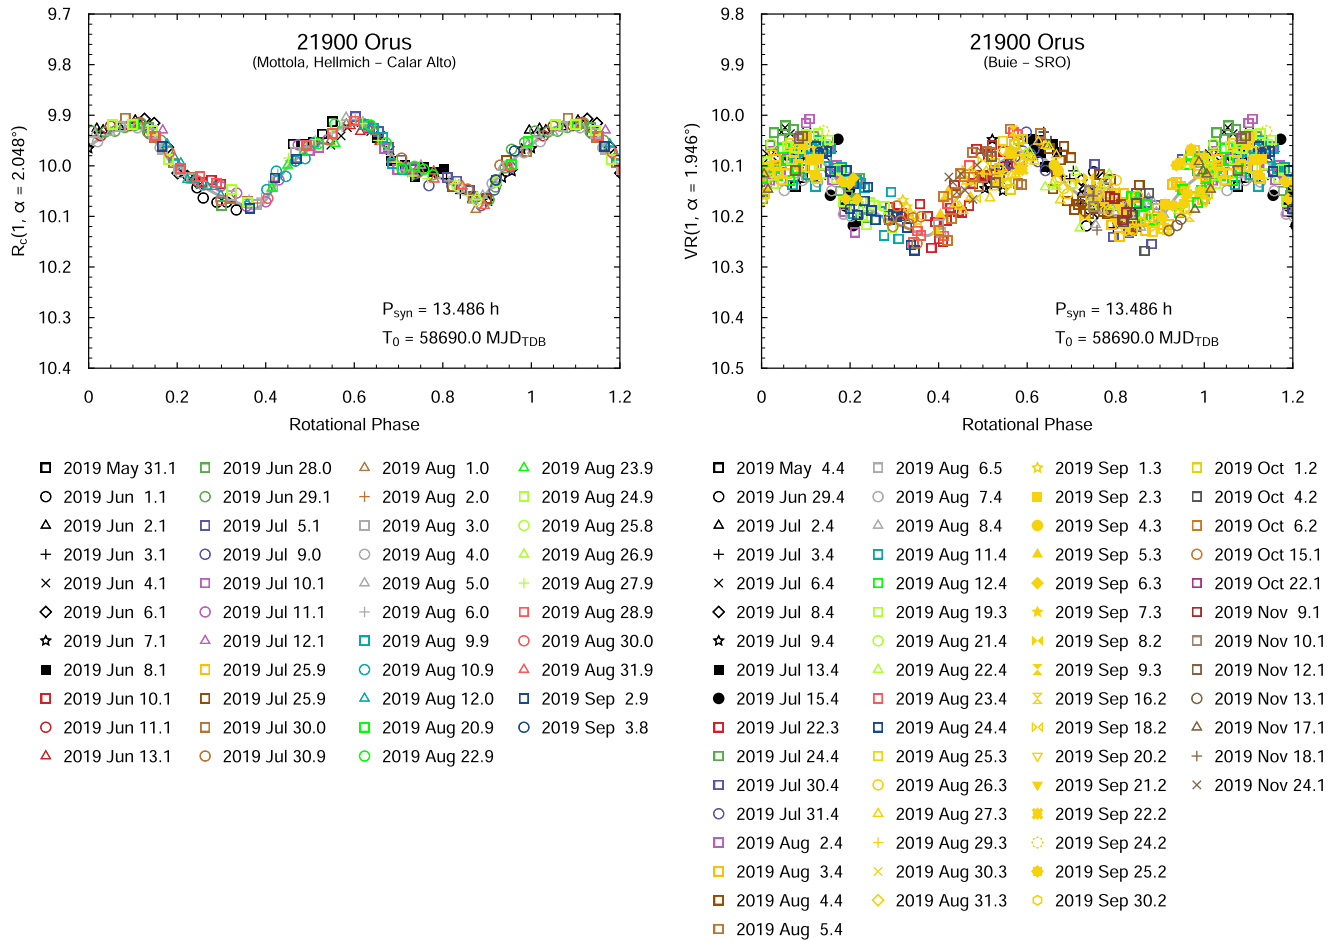 21900 Orus
(Mottola, Hellmich – Calar Alto)
9.7
9.8
9.9
10.0
10.1
10.2
10.3
10.4
Rc(1, α = 2.048°)
Psyn = 13.486 h
T0 = 58690.0 MJDTDB
0 0.2 0.4 0.6 0.8 1 1.2
Rotational Phase
2019 May 31.1
2019 Jun 1.1
2019 Jun 2.1
2019 Jun 3.1
2019 Jun 4.1
2019 Jun 6.1
2019 Jun 7.1
2019 Jun 8.1
2019 Jun 10.1
2019 Jun 11.1
2019 Jun 13.1
2019 Jun 28.0
2019 Jun 29.1
2019 Jul 5.1
2019 Jul 9.0
2019 Jul 10.1
2019 Jul 11.1
2019 Jul 12.1
2019 Jul 25.9
2019 Jul 25.9
2019 Jul 30.0
2019 Jul 30.9
2019 Aug 1.0
2019 Aug 2.0
2019 Aug 3.0
2019 Aug 4.0
2019 Aug 5.0
2019 Aug 6.0
2019 Aug 9.9
2019 Aug 10.9
2019 Aug 12.0
2019 Aug 20.9
2019 Aug 22.9
2019 Aug 23.9
2019 Aug 24.9
2019 Aug 25.8
2019 Aug 26.9
2019 Aug 27.9
2019 Aug 28.9
2019 Aug 30.0
2019 Aug 31.9
2019 Sep 2.9
2019 Sep 3.8
21900 Orus
(Buie – SRO)
9.8
9.9
10.0
10.1
10.2
10.3
10.4
10.5
VR(1, α = 1.946°)
Psyn = 13.486 h
T0 = 58690.0 MJDTDB
0 0.2 0.4 0.6 0.8 1 1.2
Rotational Phase
2019 May 4.4
2019 Jun 29.4
2019 Jul 2.4
2019 Jul 3.4
2019 Jul 6.4
2019 Jul 8.4
2019 Jul 9.4
2019 Jul 13.4
2019 Jul 15.4
2019 Jul 22.3
2019 Jul 24.4
2019 Jul 30.4
2019 Jul 31.4
2019 Aug 2.4
2019 Aug 3.4
2019 Aug 4.4
2019 Aug 5.4
2019 Aug 6.5
2019 Aug 7.4
2019 Aug 8.4
2019 Aug 11.4
2019 Aug 12.4
2019 Aug 19.3
2019 Aug 21.4
2019 Aug 22.4
2019 Aug 23.4
2019 Aug 24.4
2019 Aug 25.3
2019 Aug 26.3
2019 Aug 27.3
2019 Aug 29.3
2019 Aug 30.3
2019 Aug 31.3
2019 Sep 1.3
2019 Sep 2.3
2019 Sep 4.3
2019 Sep 5.3
2019 Sep 6.3
2019 Sep 7.3
2019 Sep 8.2
2019 Sep 9.3
2019 Sep 16.2
2019 Sep 18.2
2019 Sep 20.2
2019 Sep 21.2
2019 Sep 22.2
2019 Sep 24.2
2019 Sep 25.2
2019 Sep 30.2
2019 Oct 1.2
2019 Oct 4.2
2019 Oct 6.2
2019 Oct 15.1
2019 Oct 22.1
2019 Nov 9.1
2019 Nov 10.1
2019 Nov 12.1
2019 Nov 13.1
2019 Nov 17.1
2019 Nov 18.1
2019 Nov 24.1